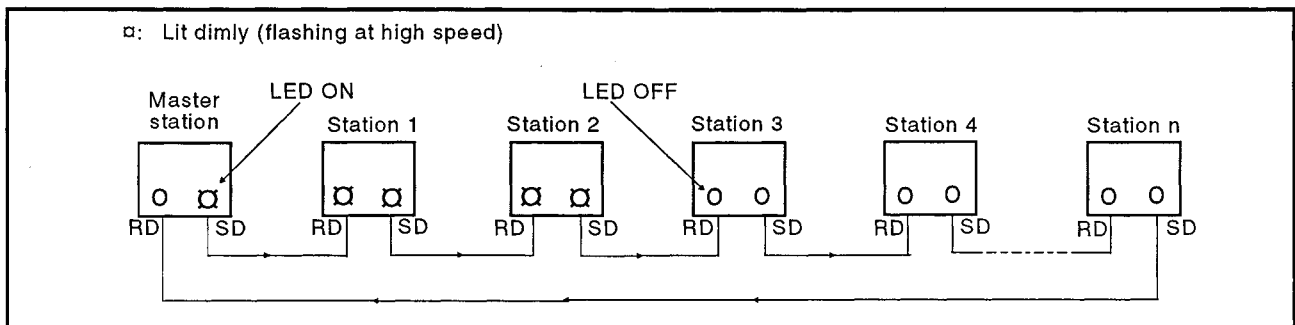 ¤: Lit dimly (flashing at high speed)
LED ON LED OFF
Master station Station 1 Station 2 Station 3 Station 4 Station n
RD SD RD SD RD SD RD SD RD SD RD SD